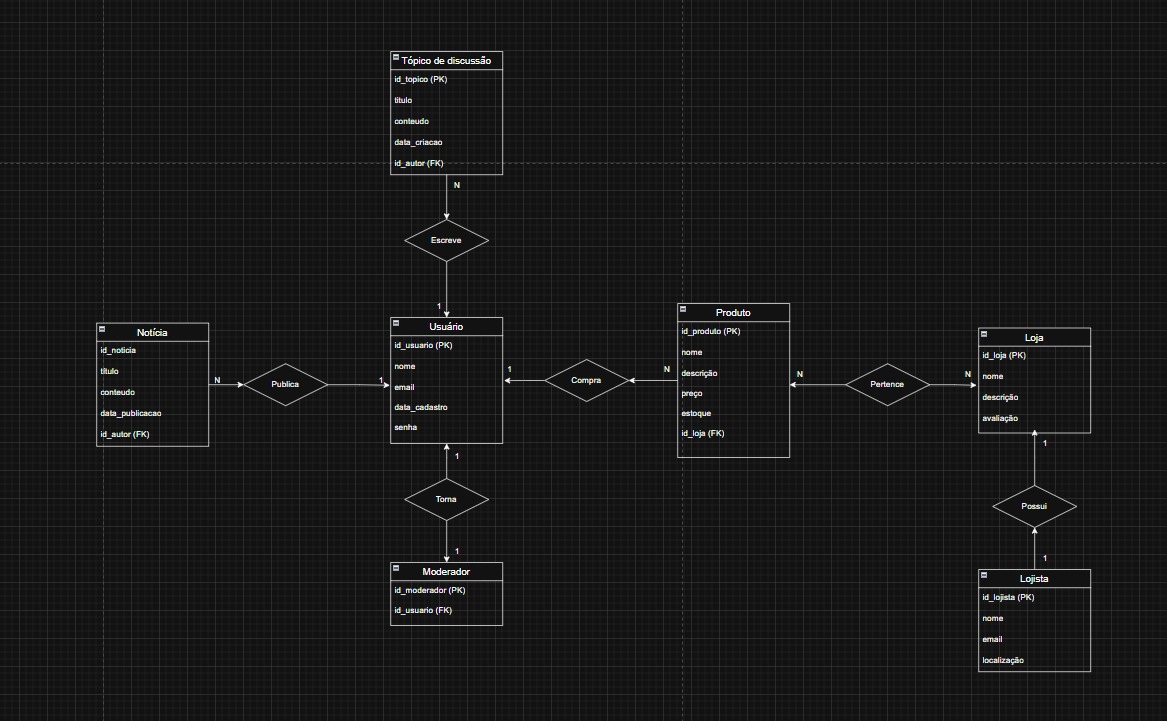 Tópico de discussão
id_topico (PK)
titulo
conteudo
data_criacao
id_autor (FK)
N
Escreve
1
Notícia
id_noticia
título
conteudo
data_publicacao
id_autor (FK)
N
Publica
1
Usuário
id_usuario (PK)
nome
email
data_cadastro
senha
1
Compra
N
Produto
id_produto (PK)
nome
descrição
preço
estoque
id_loja (FK)
N
Pertence
N
Loja
id_loja (PK)
nome
descrição
avaliação
1
Torna
1
Moderador
id_moderador (PK)
id_usuario (FK)
1
Possui
1
Lojista
id_lojista (PK)
nome
email
localização